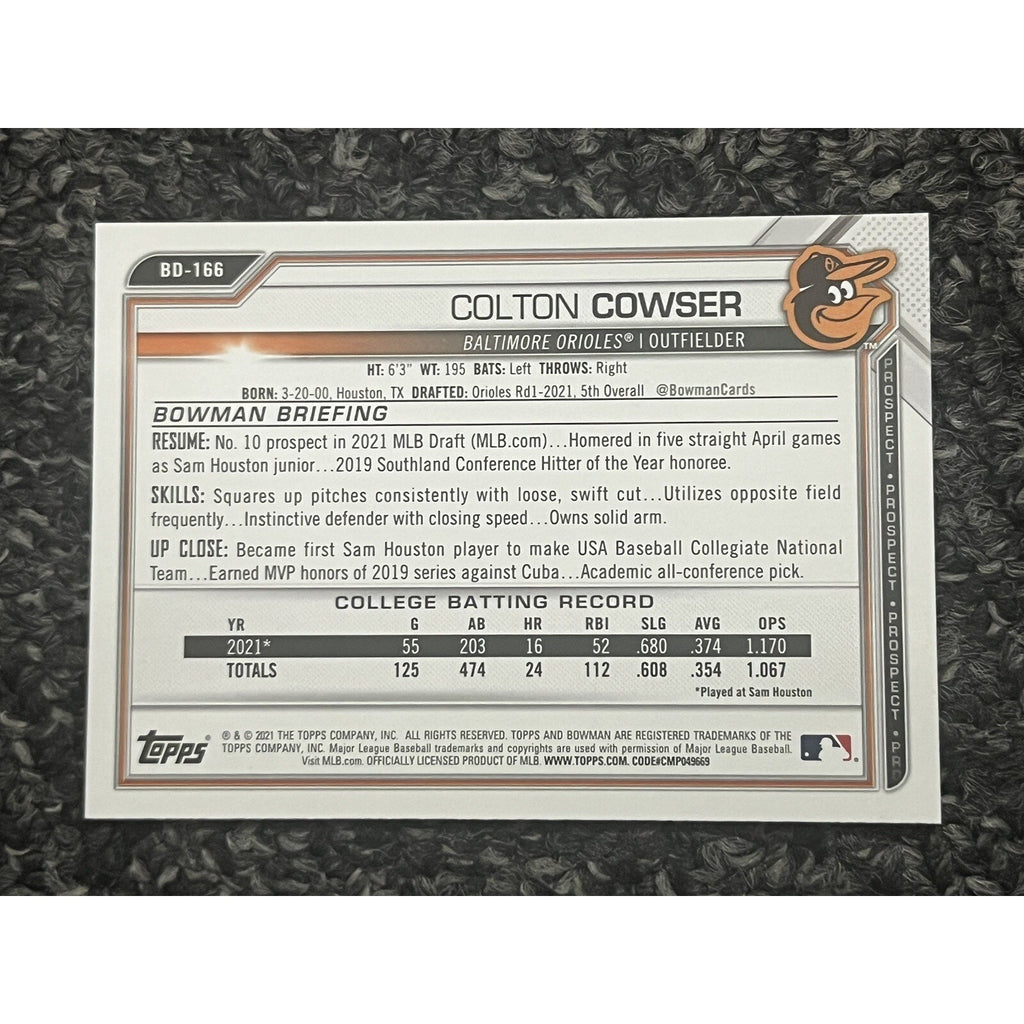 BD-166
COLTON COWSER
BALTIMORE ORIOLES® | OUTFIELDER
TM
HT: 6'3" WT: 195 BATS: Left THROWS: Right
BORN: 3-20-00, Houston, TX DRAFTED: Orioles Rd1-2021, 5th Overall @BowmanCards
BOWMAN BRIEFING
RESUME: No. 10 prospect in 2021 MLB Draft (MLB.com)...Homered in five straight April games
as Sam Houston junior...2019 Southland Conference Hitter of the Year honoree.
SKILLS: Squares up pitches consistently with loose, swift cut...Utilizes opposite field
frequently...Instinctive defender with closing speed...Owns solid arm.
UP CLOSE: Became first Sam Houston player to make USA Baseball Collegiate National
Team...Earned MVP honors of 2019 series against Cuba...Academic all-conference pick.
COLLEGE BATTING RECORD
YR G AB HR RBI SLG AVG OPS
2021* 55 203 16 52 .680 .374 1.170
TOTALS 125 474 24 112 .608 .354 1.067
*Played at Sam Houston
PROSPECT • PROSPECT • PROSPECT • PR
Topps®
® & © 2021 THE TOPPS COMPANY, INC. ALL RIGHTS RESERVED. TOPPS AND BOWMAN ARE REGISTERED TRADEMARKS OF THE
TOPPS COMPANY, INC. Major League Baseball trademarks and copyrights are used with permission of Major League Baseball.
Visit MLB.com. OFFICIALLY LICENSED PRODUCT OF MLB. WWW.TOPPS.COM. CODE#CMP049669